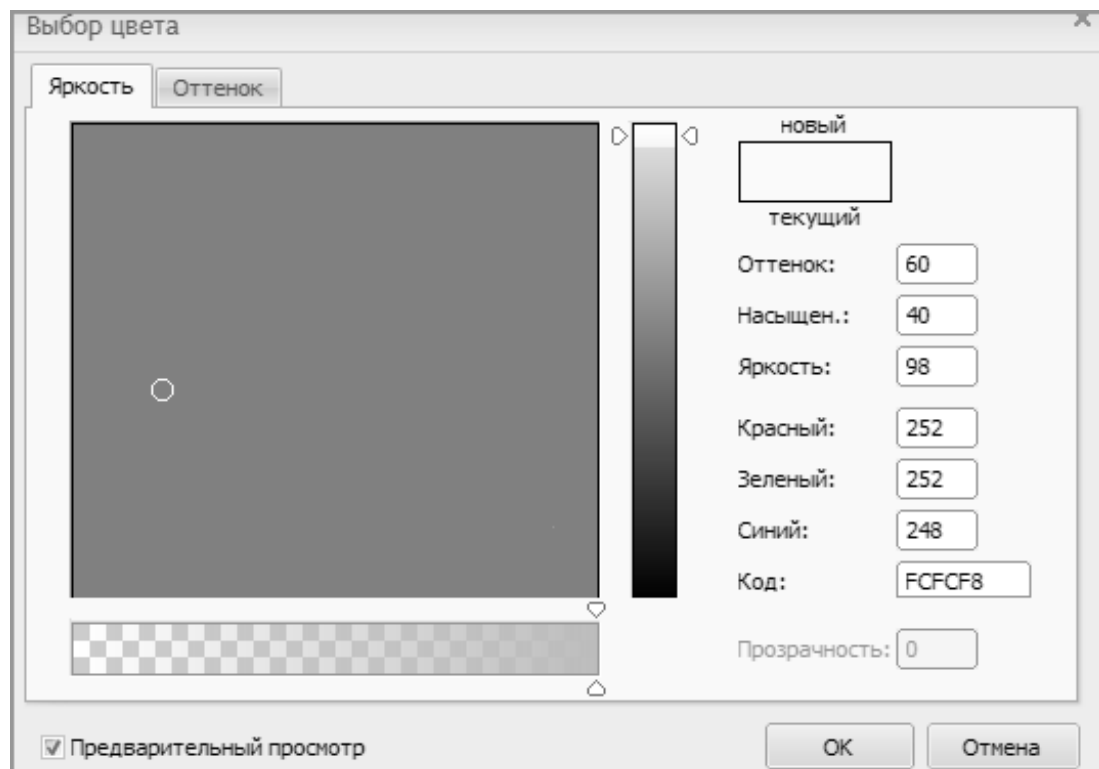 Выбор цвета
Яркость Оттенок
новый
текущий
Оттенок: 60
Насыщен.: 40
Яркость: 98
Красный: 252
Зеленый: 252
Синий: 248
Код: FCFCF8
Прозрачность: 0
Предварительный просмотр
OK Отмена